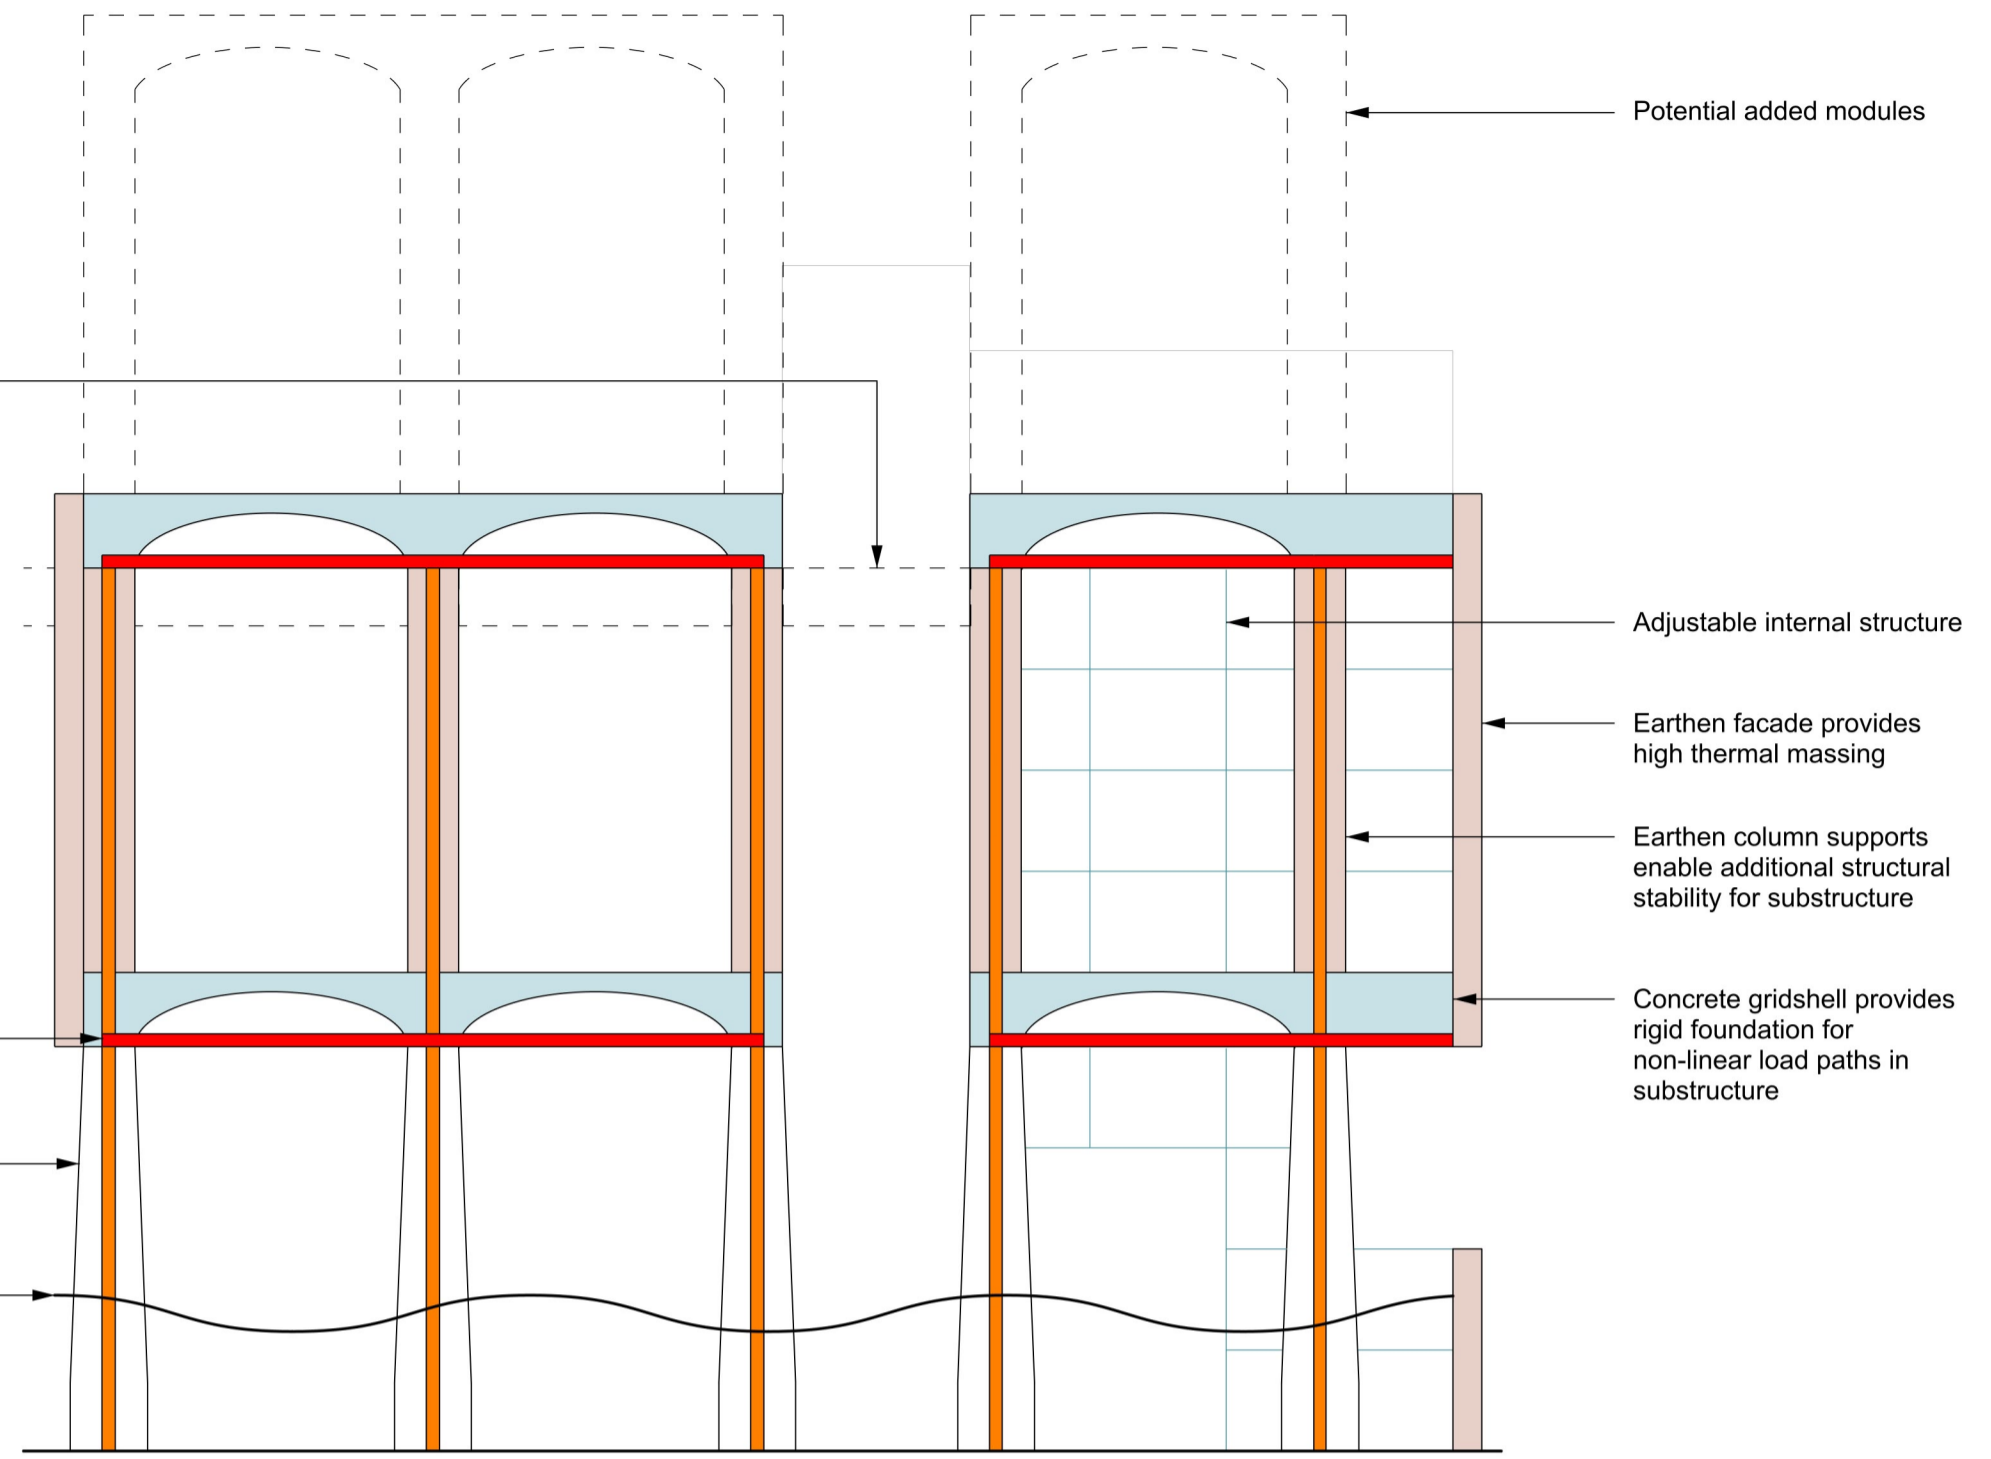 Potential added modules
Adjustable internal structure
Earthen facade provides
high thermal massing
Earthen column supports
enable additional structural
stability for substructure
Concrete gridshell provides
rigid foundation for
non-linear load paths in
substructure